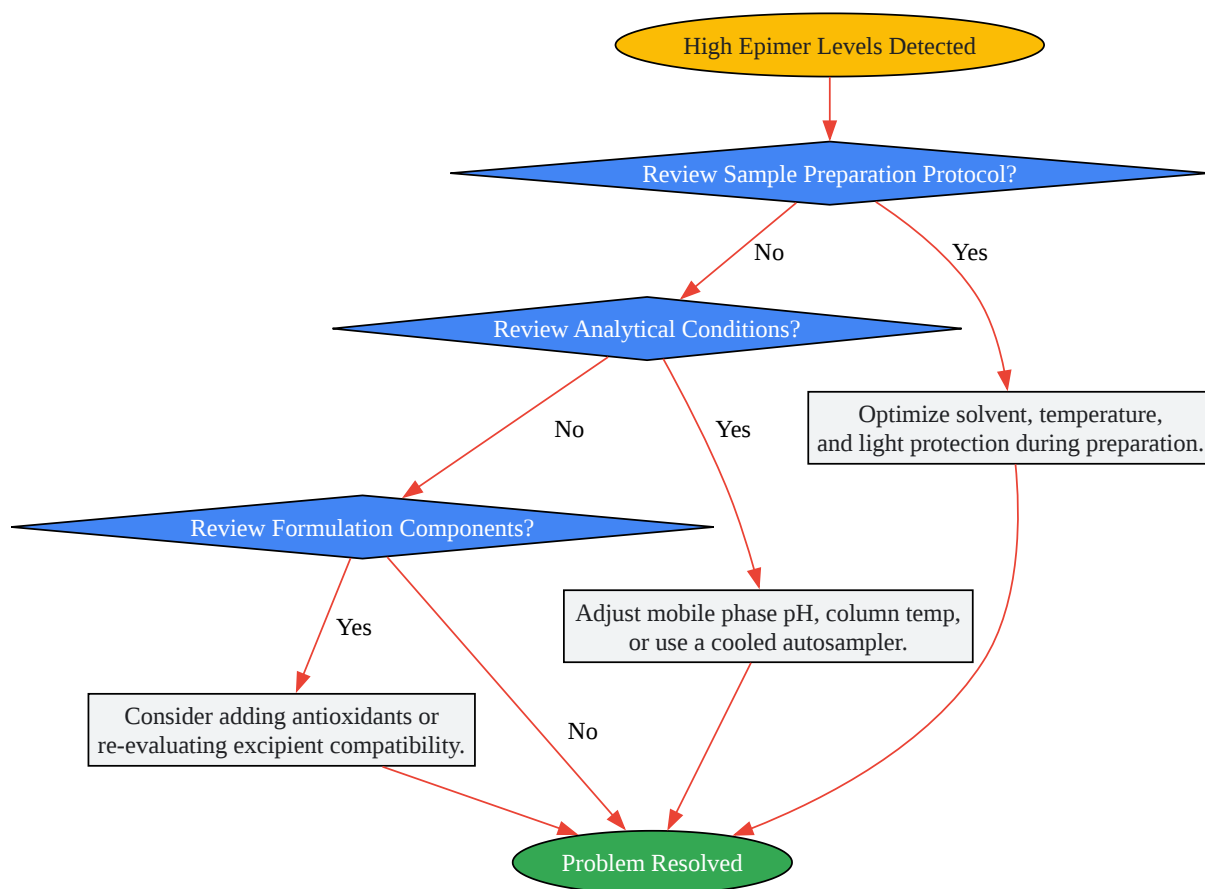 High Epimer Levels Detected
Review Sample Preparation Protocol?
No
Yes
Review Analytical Conditions?
Optimize solvent, temperature,
and light protection during preparation.
No
Yes
Review Formulation Components?
Adjust mobile phase pH, column temp,
or use a cooled autosampler.
Yes
No
Consider adding antioxidants or
re-evaluating excipient compatibility.
Problem Resolved